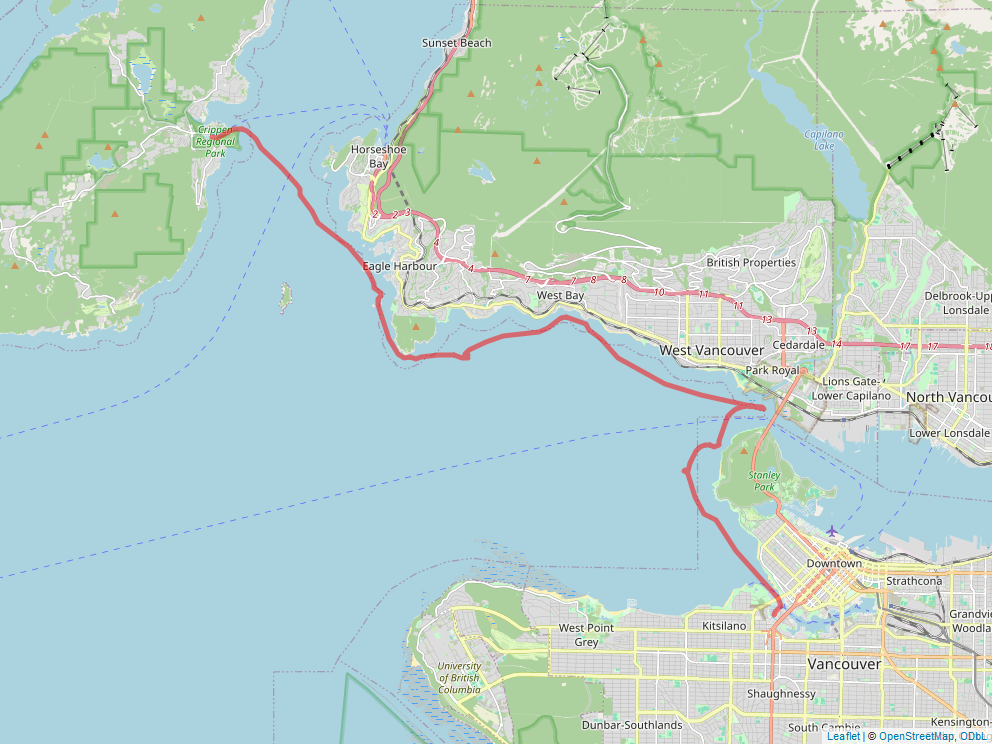 Sunset Beach
Crippen
Regional
Park
Capilano
Lake
Horseshoe
Bay
2
2
3
4
Eagle Harbour
4
7
7
8
8
10
11
11
13
13
14
17
17
18
British Properties
West Bay
Delbrook-Upp
Lonsdale
West Vancouver
Cedardale
Park Royal
Lions Gate-
Lower Capilano
North Vancou
Lower Lonsdale
Stanley
Park
Downtown
Strathcona
Grandvie
Woodla
Kitsilano
West Point
Grey
Vancouver
University
of British
Columbia
Shaughnessy
Dunbar-Southlands
South Cambie
Kensington-
Leaflet | © OpenStreetMap, ODbL